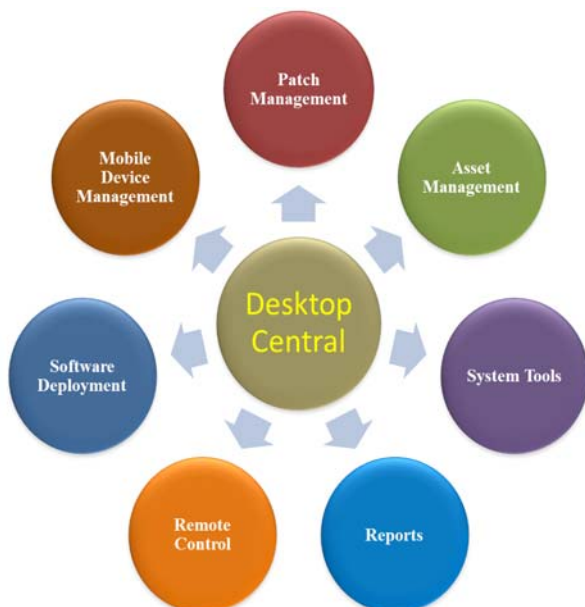 Patch
Management
Asset
Management
System Tools
Reports
Remote
Control
Software
Deployment
Mobile
Device
Management
Desktop
Central